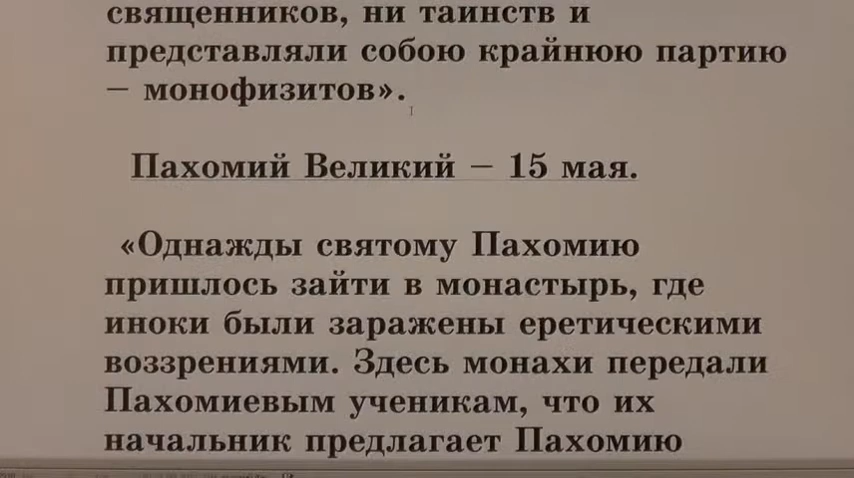 священников, ни таинств и
представляли собою крайнюю партию
– монофизитов».
Пахомий Великий – 15 мая.
«Однажды святому Пахомию
пришлось зайти в монастырь, где
иноки были заражены еретическими
воззрениями. Здесь монахи передали
Пахомиевым ученикам, что их
начальник предлагает Пахомию